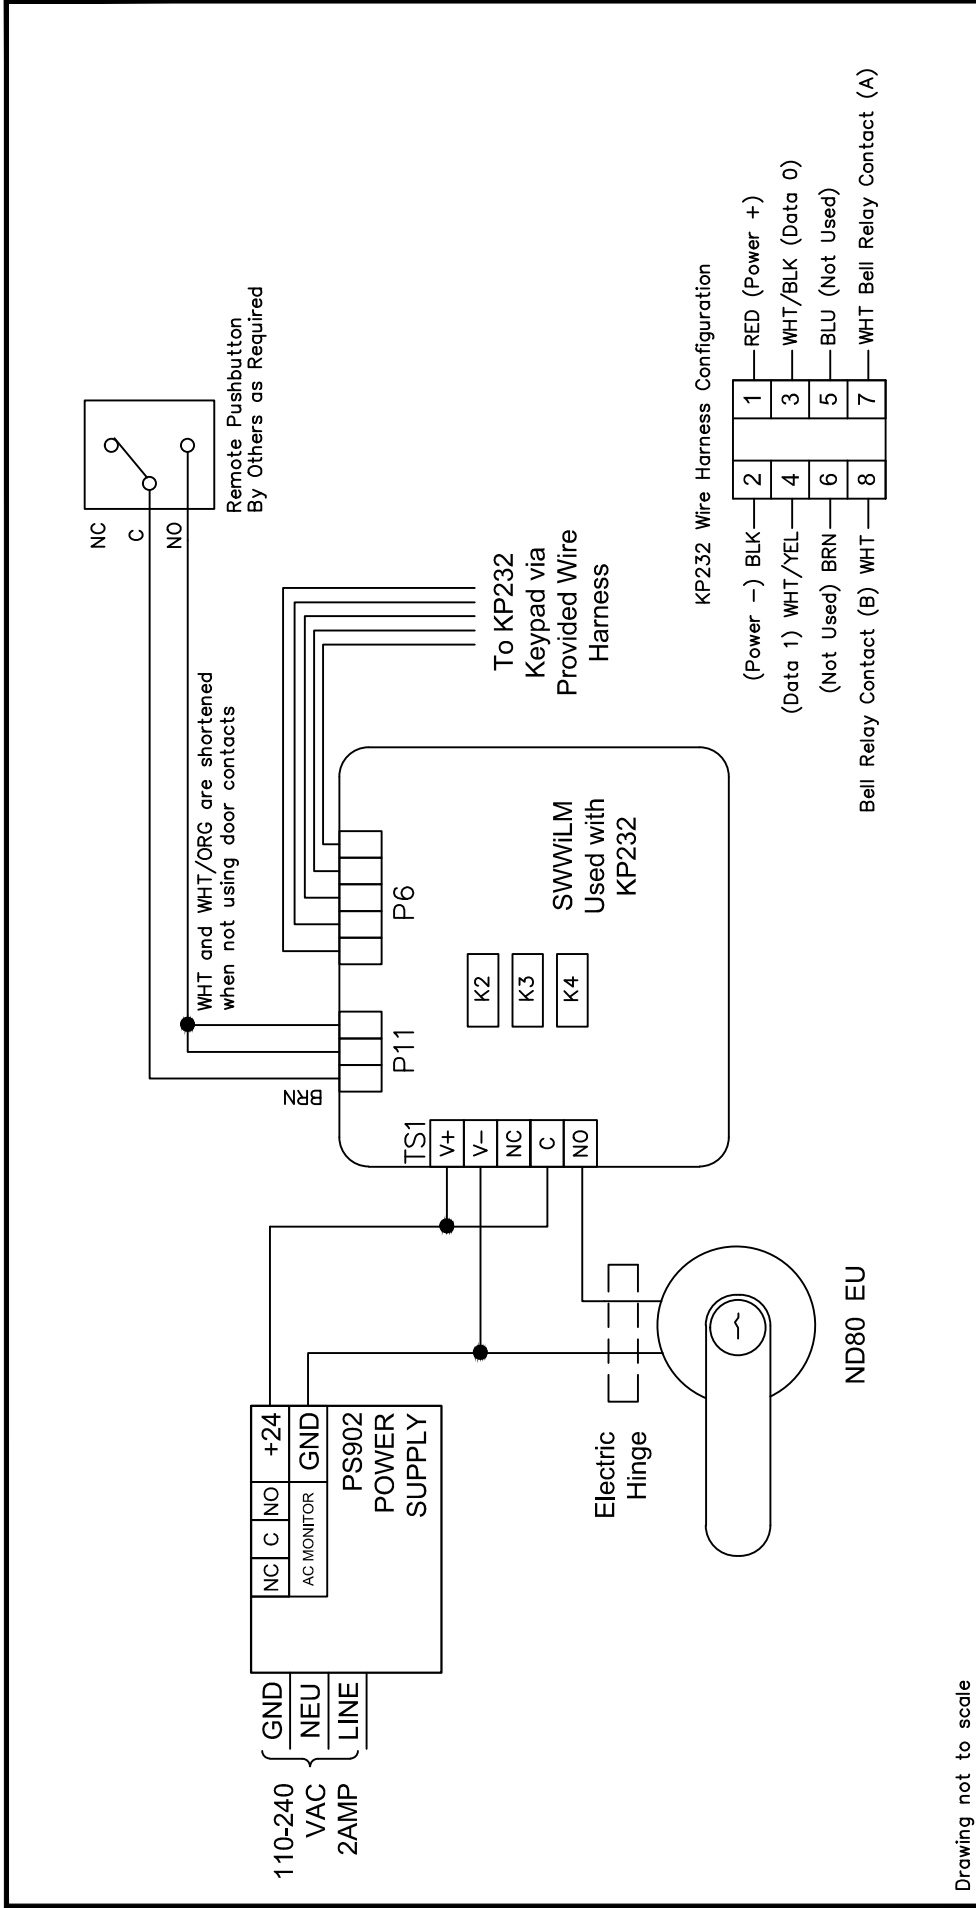 110-240
VAC
2AMP
GND
NEU
LINE
NC
C
NO
+24
AC MONITOR
GND
PS902
POWER
SUPPLY
Electric
Hinge
ND80 EU
TS1
V+
V-
NC
C
NO
BRN
P11
P6
K2
K3
K4
SWWiLM
Used with
KP232
WHT and WHT/ORG are shortened
when not using door contacts
NC
C
NO
Remote Pushbutton
By Others as Required
To KP232
Keypad via
Provided Wire
Harness
KP232 Wire Harness Configuration
(Power -) BLK 2 1 RED (Power +)
(Data 1) WHT/YEL 4 3 WHT/BLK (Data 0)
(Not Used) BRN 6 5 BLU (Not Used)
Bell Relay Contact (B) WHT 8 7 WHT Bell Relay Contact (A)
Drawing not to scale